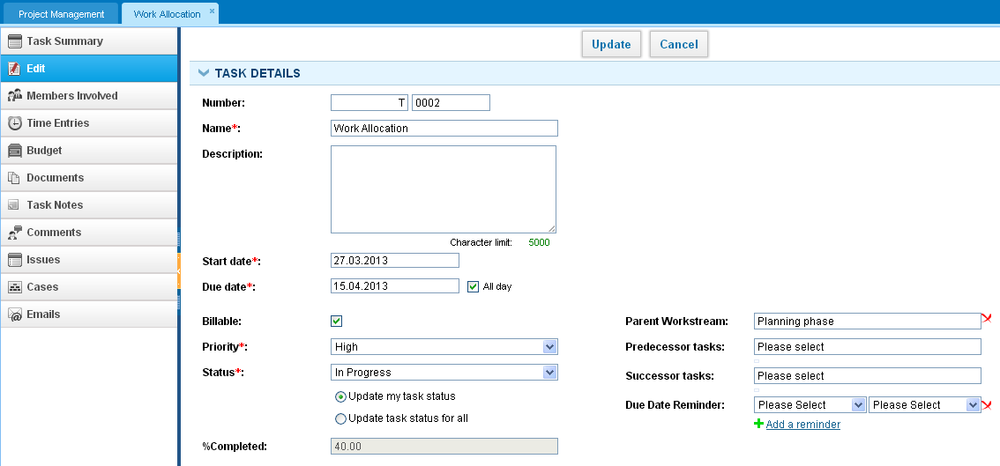 Project Management
Work Allocation
Task Summary
Edit
Members Involved
Time Entries
Budget
Documents
Task Notes
Comments
Issues
Cases
Emails
Update Cancel
TASK DETAILS
Number: T 0002
Name*: Work Allocation
Description:
Character limit: 5000
Start date*: 27.03.2013
Due date*: 15.04.2013 All day
Billable:
Priority*: High
Status*: In Progress
Update my task status
Update task status for all
%Completed: 40.00
Parent Workstream: Planning phase
Predecessor tasks: Please select
Successor tasks: Please select
Due Date Reminder: Please Select Please Select
Add a reminder